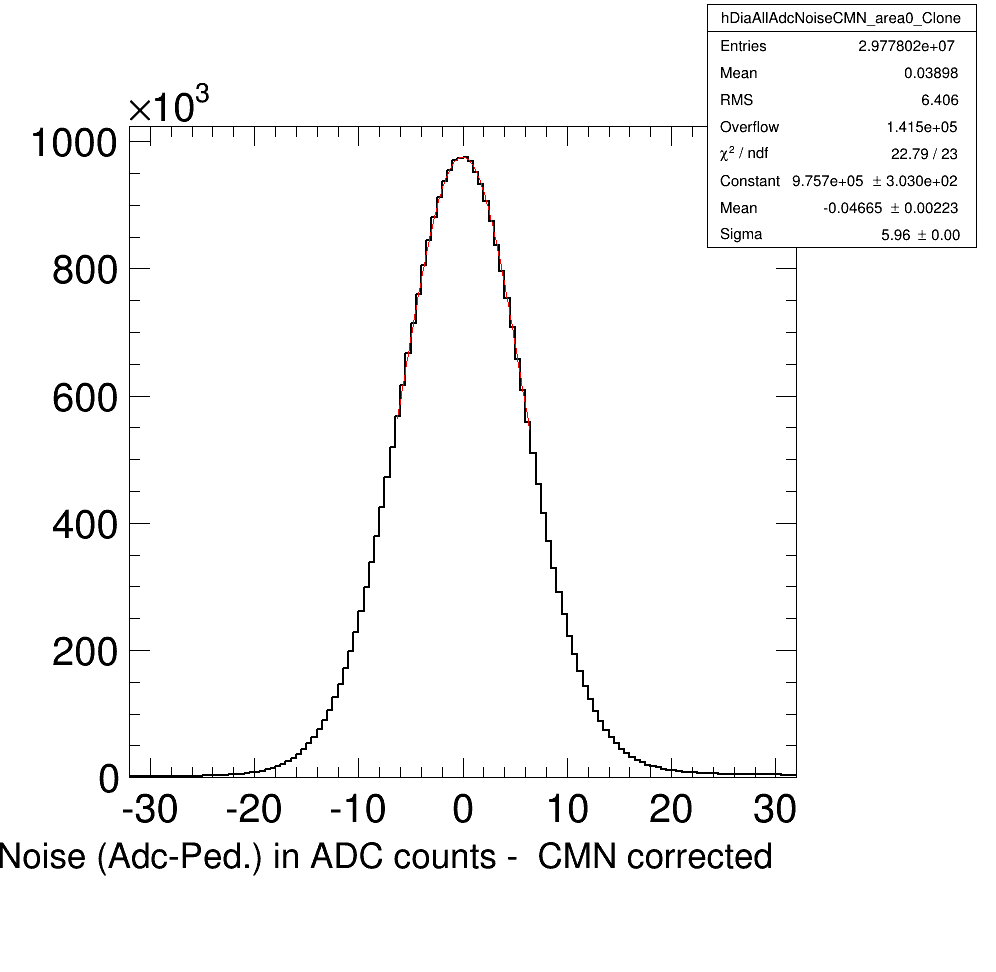 hDiaAllAdcNoiseCMN_area0_Clone
Entries 2.977802e+07
Mean 0.03898
RMS 6.406
Overflow 1.415e+05
χ² / ndf 22.79 / 23
Constant 9.757e+05 ± 3.030e+02
Mean -0.04665 ± 0.00223
Sigma 5.96 ± 0.00
×10³
1000
800
600
400
200
0
-30 -20 -10 0 10 20 30
Noise (Adc-Ped.) in ADC counts - CMN corrected